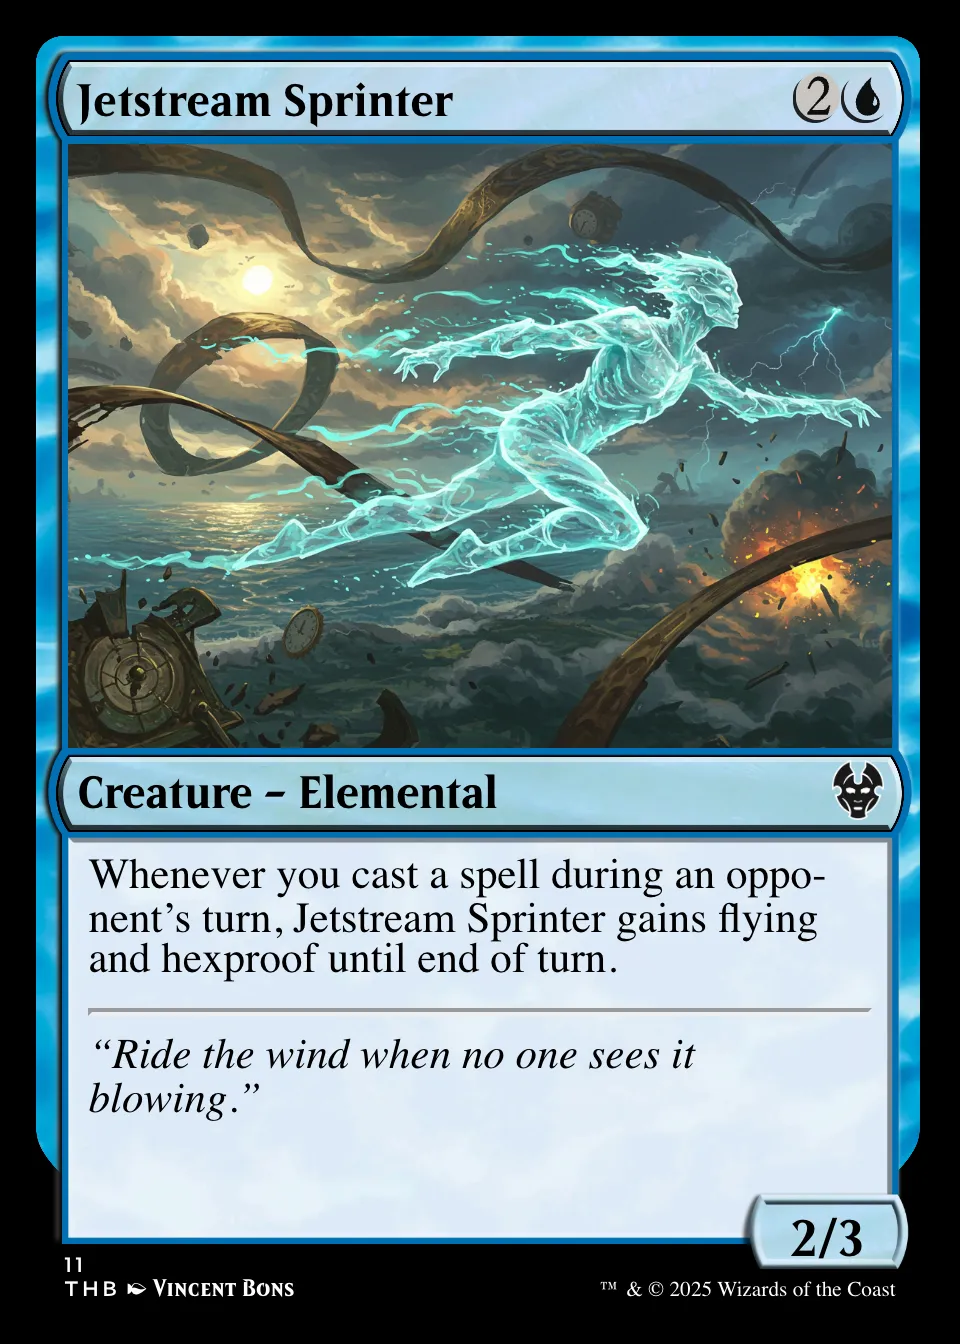 Jetstream Sprinter 2
Creature – Elemental
Whenever you cast a spell during an oppo-
nent's turn, Jetstream Sprinter gains flying
and hexproof until end of turn.
“Ride the wind when no one sees it
blowing.”
2/3
11
THB Vincent Bons
™ & © 2025 Wizards of the Coast